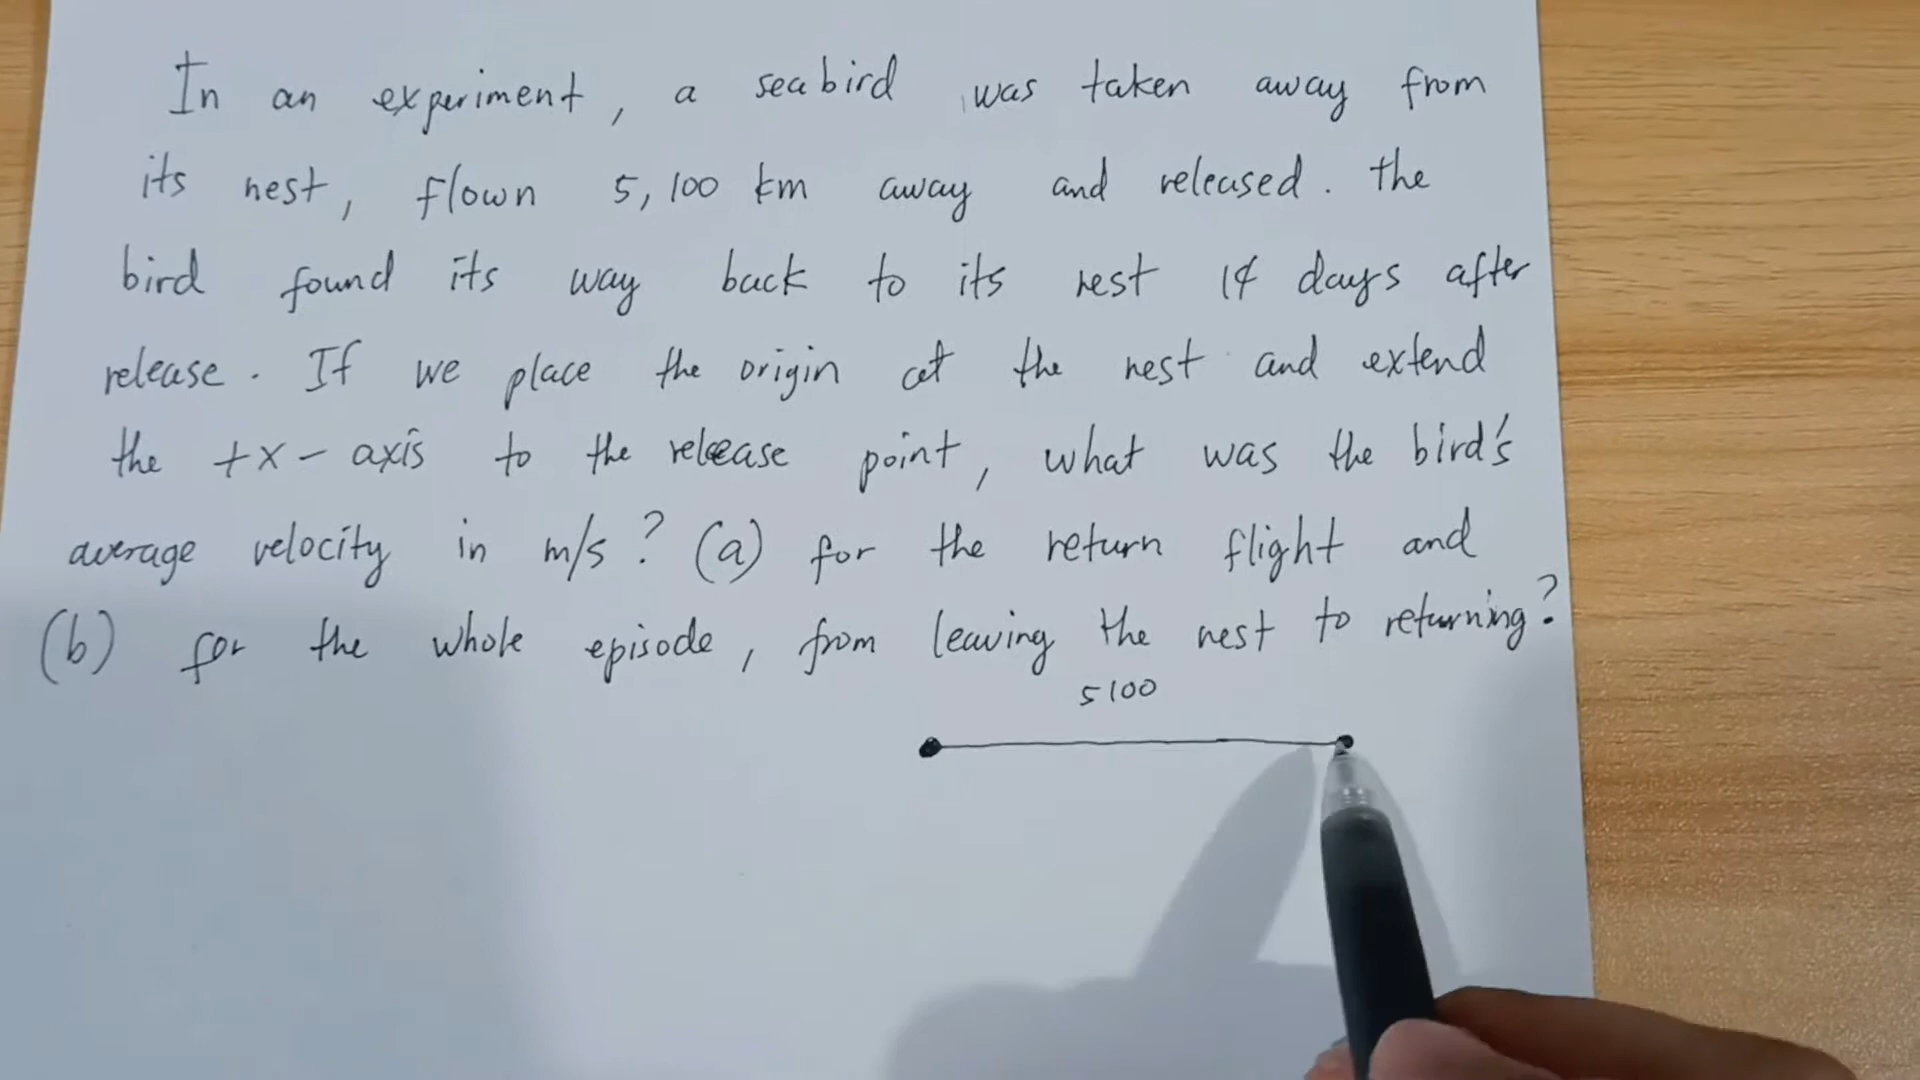 In an experiment, a seabird was taken away from
its nest, flown 5,100 km away and released. the
bird found its way back to its nest 14 days after
release. If we place the origin at the nest and extend
the +x-axis to the release point, what was the bird's
average velocity in m/s? (a) for the return flight and
(b) for the whole episode, from leaving the nest to returning?
5100